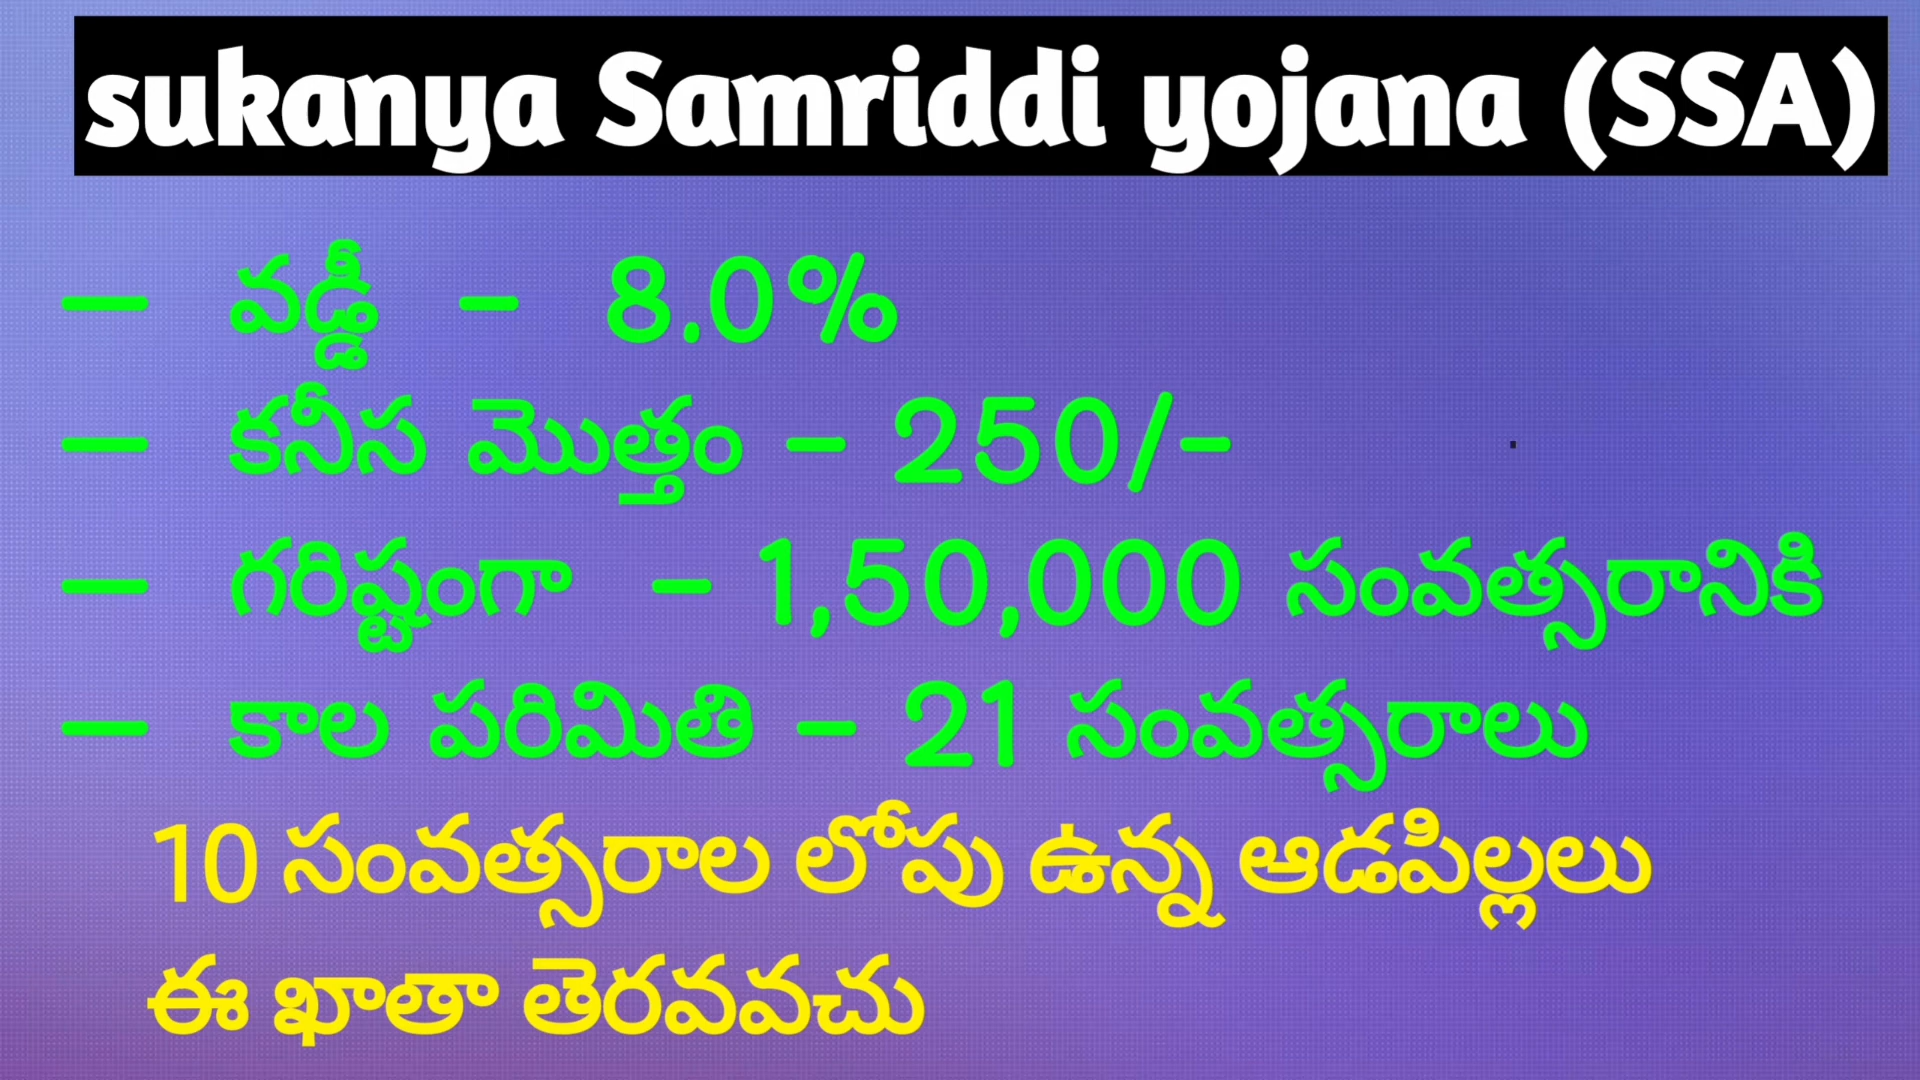 sukanya Samriddi yojana (SSA)
– వడ్డీ - 8.0%
– కనీస మొత్తం - 250/-
– గరిష్టంగా - 1,50,000 సంవత్సరానికి
– కాల పరిమితి - 21 సంవత్సరాలు
10 సంవత్సరాల లోపు ఉన్న ఆడపిల్లలు
ఈ ఖాతా తెరవవచు